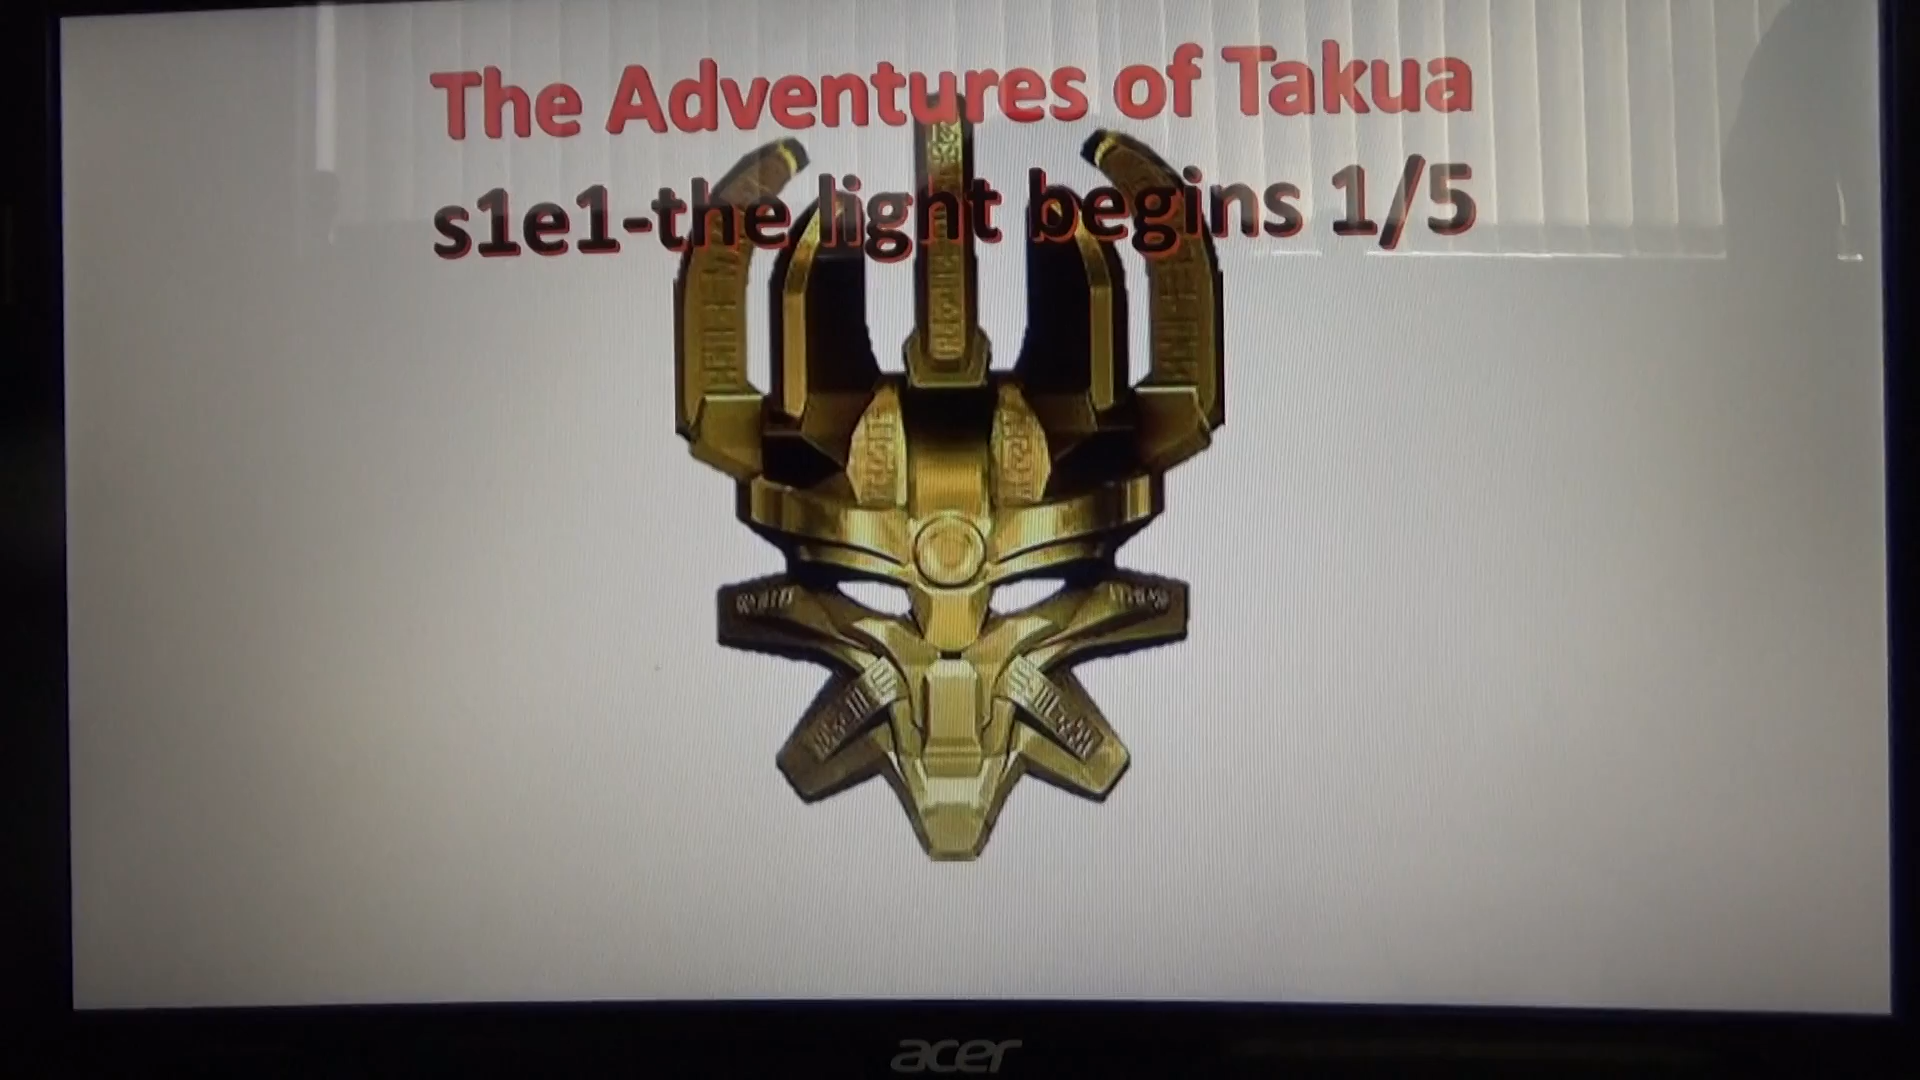 The Adventures of Takua
s1e1-the light begins 1/5
acer